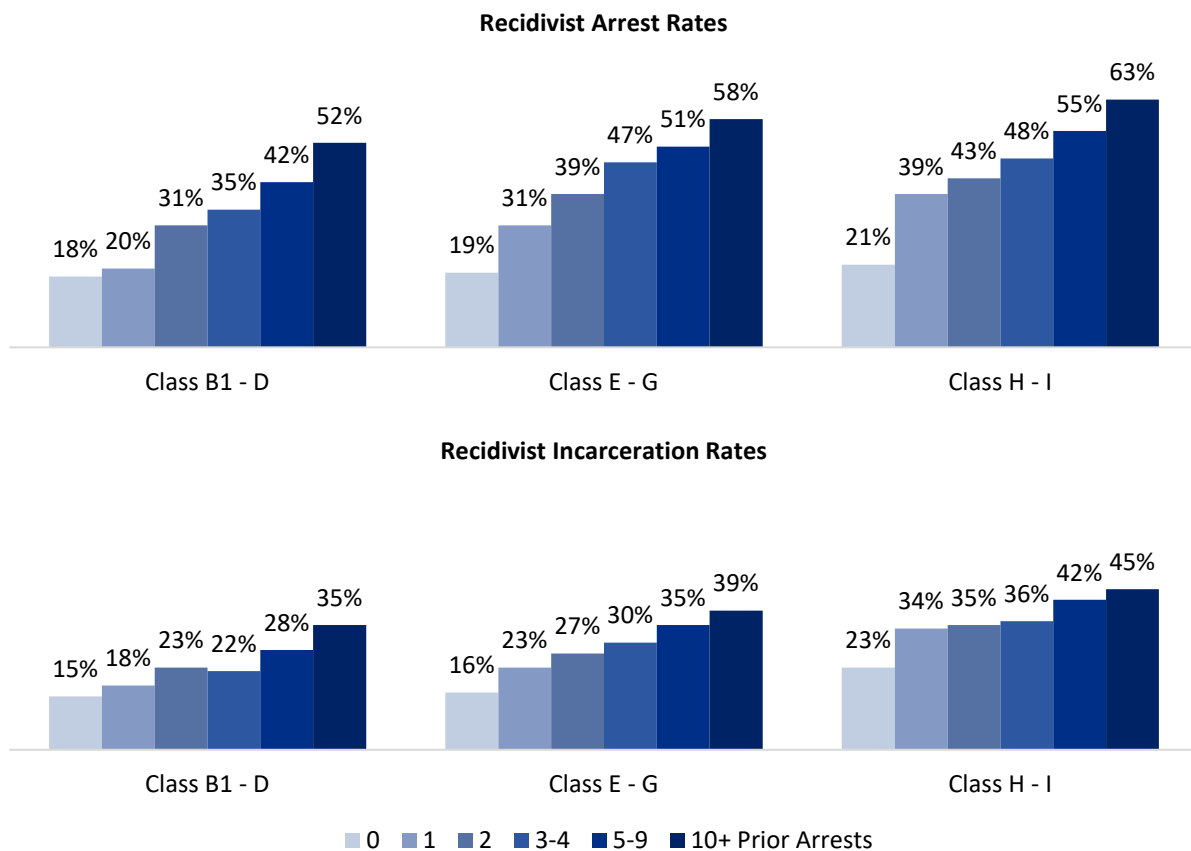 Recidivist Arrest Rates
18% 20% 31% 35% 42% 52% 19% 31% 39% 47% 51% 58% 21% 39% 43% 48% 55% 63%
Class B1 - D Class E - G Class H - I
Recidivist Incarceration Rates
15% 18% 23% 22% 28% 35% 16% 23% 27% 30% 35% 39% 23% 34% 35% 36% 42% 45%
Class B1 - D Class E - G Class H - I
0 1 2 3-4 5-9 10+ Prior Arrests